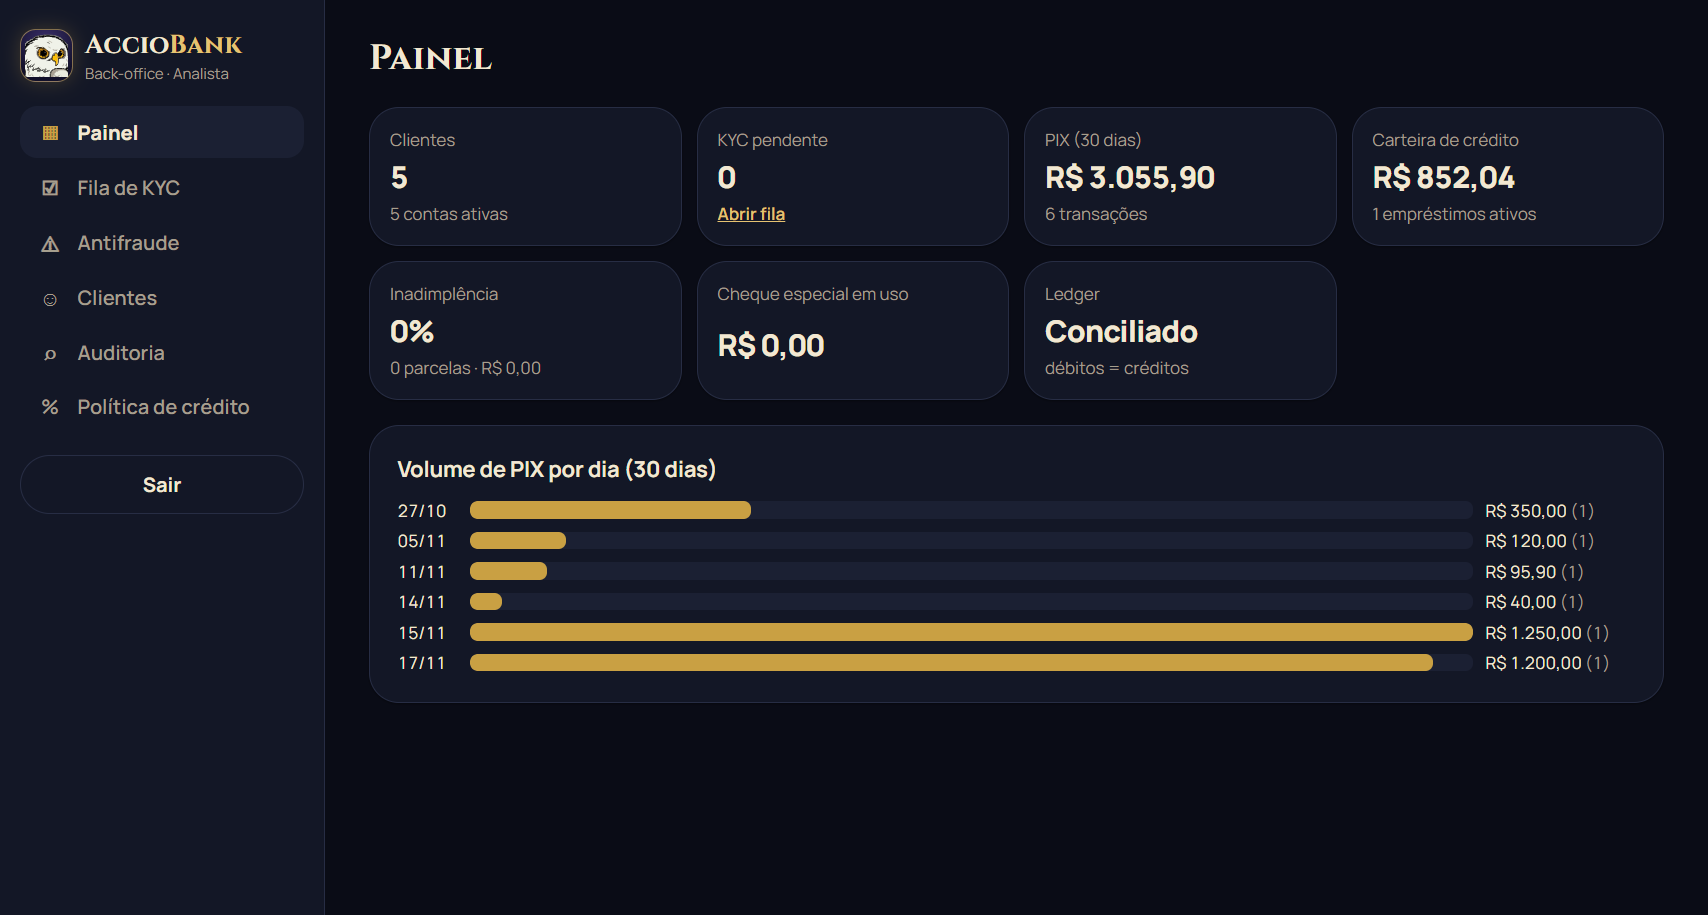 AccioBank
Back-office · Analista
Painel
Fila de KYC
Antifraude
Clientes
Auditoria
% Política de crédito
Sair
Painel
Clientes
5
5 contas ativas
KYC pendente
0
Abrir fila
PIX (30 dias)
R$ 3.055,90
6 transações
Carteira de crédito
R$ 852,04
1 empréstimos ativos
Inadimplência
0%
0 parcelas · R$ 0,00
Cheque especial em uso
R$ 0,00
Ledger
Conciliado
débitos = créditos
Volume de PIX por dia (30 dias)
27/10 R$ 350,00 (1)
05/11 R$ 120,00 (1)
11/11 R$ 95,90 (1)
14/11 R$ 40,00 (1)
15/11 R$ 1.250,00 (1)
17/11 R$ 1.200,00 (1)